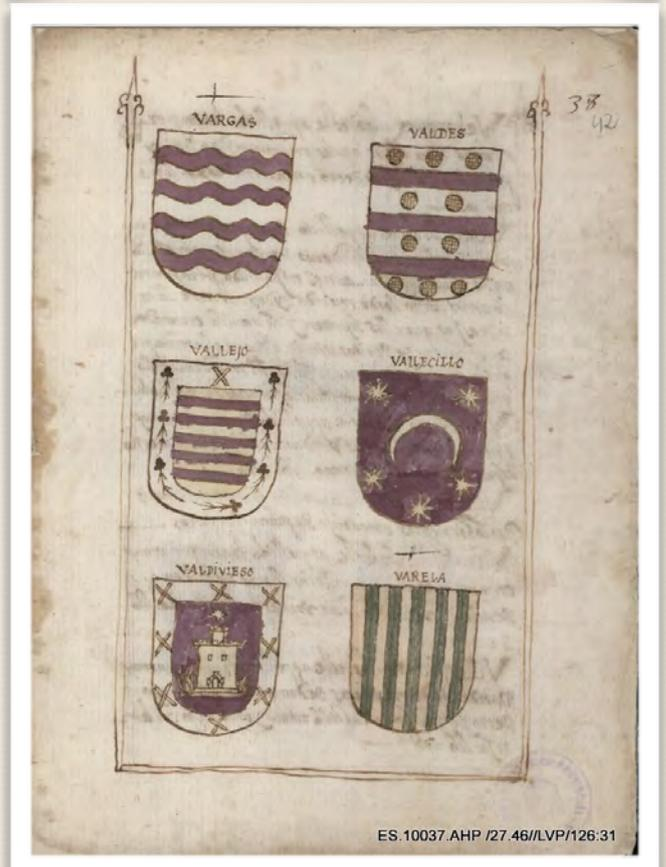 38
42
VARGAS
VALDES
VALLEJO
VALLECILLO
VALDIVIESO
VARELA
ES.10037.AHP /27.46//LVP/126:31